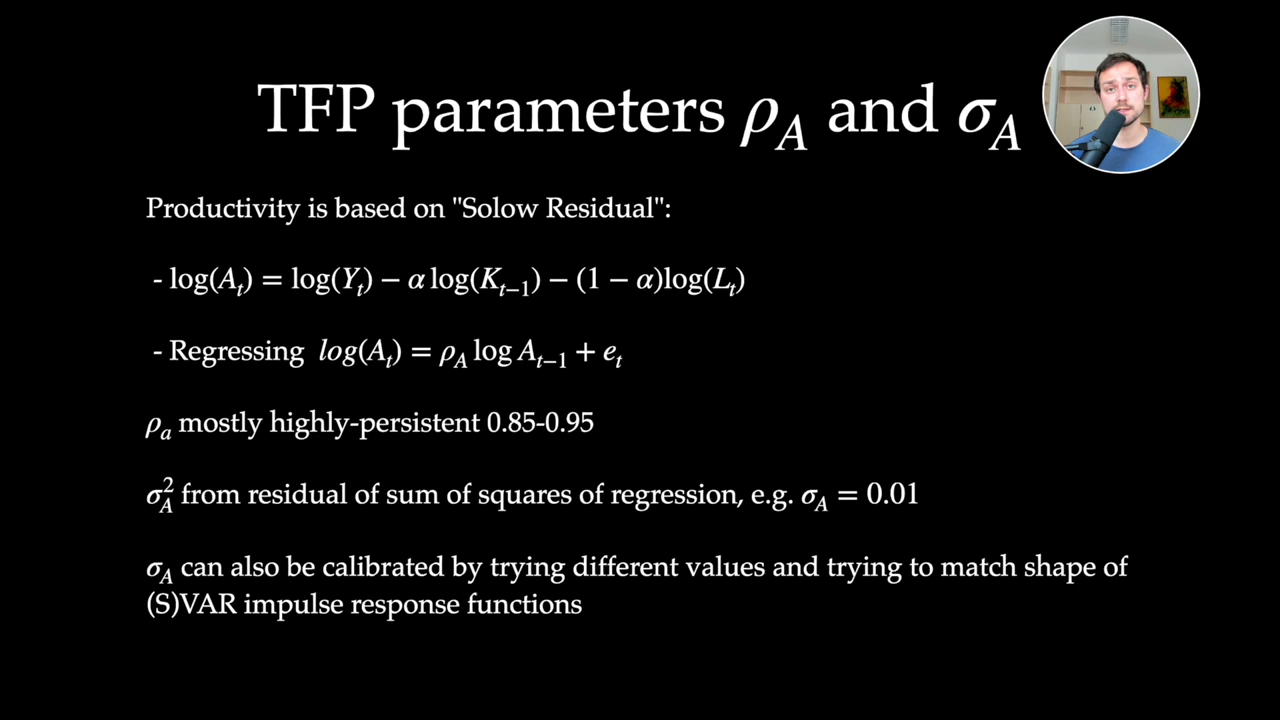 TFP parameters ρ_A and σ_A
Productivity is based on "Solow Residual":
- log(A_t) = log(Y_t) − α log(K_{t−1}) − (1 − α)log(L_t)
- Regressing log(A_t) = ρ_A log A_{t−1} + e_t
ρ_a mostly highly-persistent 0.85-0.95
σ_A^2 from residual of sum of squares of regression, e.g. σ_A = 0.01
σ_A can also be calibrated by trying different values and trying to match shape of
(S)VAR impulse response functions